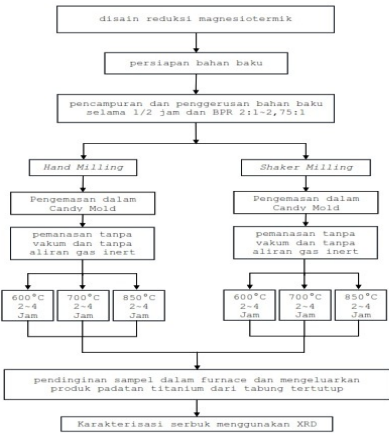 disain reduksi magnesiotermik
persiapan bahan baku
pencampuran dan penggerusan bahan baku
selama 1/2 jam dan BPR 2:1~2,75:1
Hand Milling
Pengemasan dalam
Candy Mold
pemanasan tanpa
vakum dan tanpa
aliran gas inert
600°C
2~4
Jam
700°C
2~4
Jam
850°C
2~4
Jam
Shaker Milling
Pengemasan dalam
Candy Mold
pemanasan tanpa
vakum dan tanpa
aliran gas inert
600°C
2~4
Jam
700°C
2~4
Jam
850°C
2~4
Jam
pendinginan sampel dalam furnace dan mengeluarkan
produk padatan titanium dari tabung tertutup
Karakterisasi serbuk menggunakan XRD